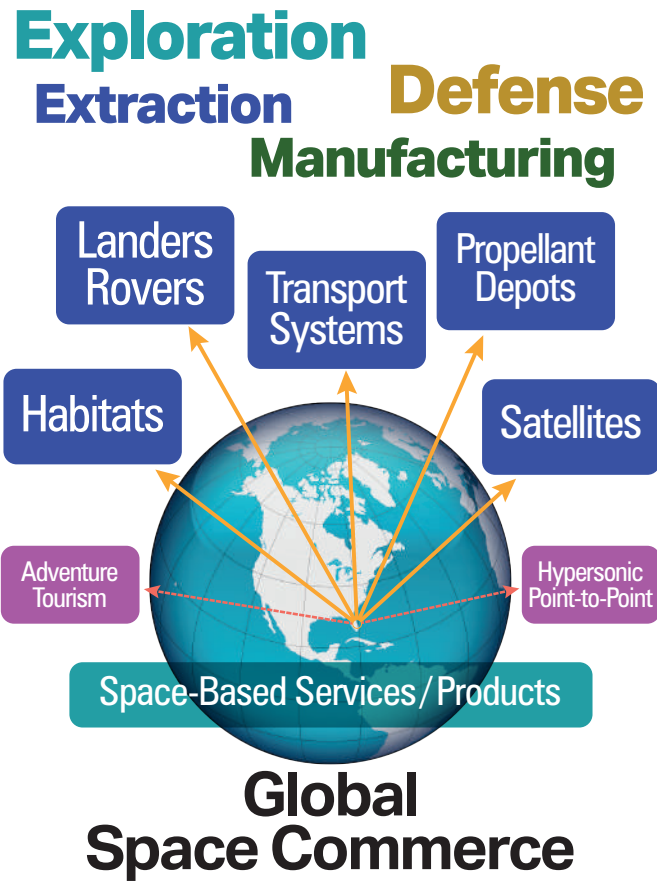 Exploration
Extraction
Defense
Manufacturing
Landers
Rovers
Transport
Systems
Propellant
Depots
Habitats
Satellites
Adventure
Tourism
Hypersonic
Point-to-Point
Space-Based Services/Products
Global
Space Commerce